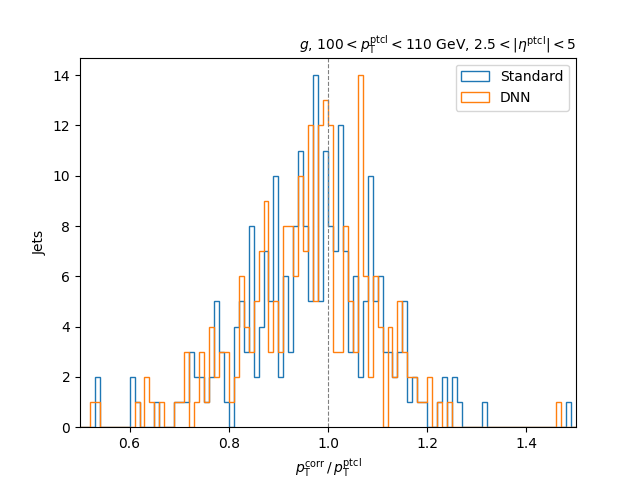 g, 100 < p_T^ptcl < 110 GeV, 2.5 < |η^ptcl| < 5
Standard
DNN
14
12
10
8
6
4
2
0
Jets
0.6 0.8 1.0 1.2 1.4
p_T^corr / p_T^ptcl